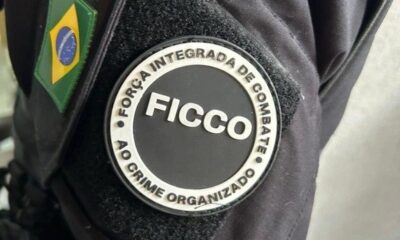 • FORÇA INTEGRADA DE COMBATE •
FICCO
AO CRIME ORGANIZADO